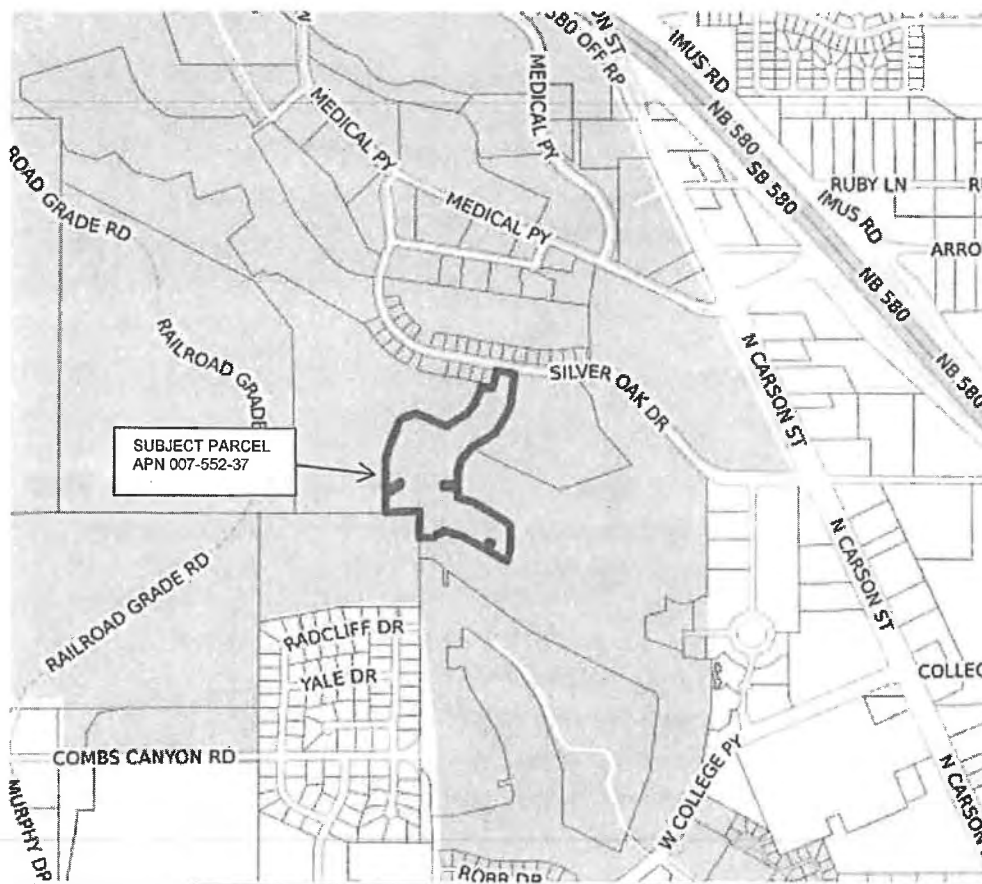 ON ST
580 OFF RP
IMUS RD
MEDICAL PY
MEDICAL PY
NB 580
SB 580
RUBY LN
IMUS RD
ROAD GRADE RD
MEDICAL PY
ARRO
NB 580
RAILROAD GRADE
N CARSON ST
NB 580
SILVER OAK DR
SUBJECT PARCEL
APN 007-552-37
N CARSON ST
RAILROAD GRADE RD
RADCLIFF DR
YALE DR
COLLEG
COMBS CANYON RD
W COLLEGE PY
N CARSON
MURPHY DR
ROBB DR